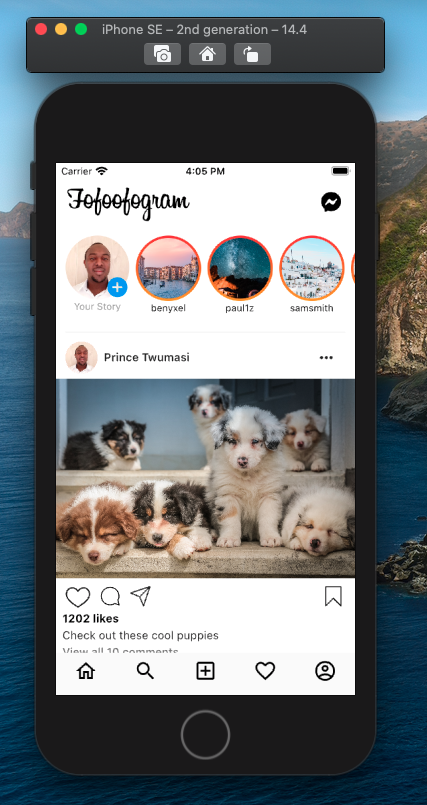 iPhone SE – 2nd generation – 14.4
Carrier 4:05 PM
Fofoofogram
Your Story benyxel paul1z samsmith
Prince Twumasi
1202 likes
Check out these cool puppies
View all 10 comments